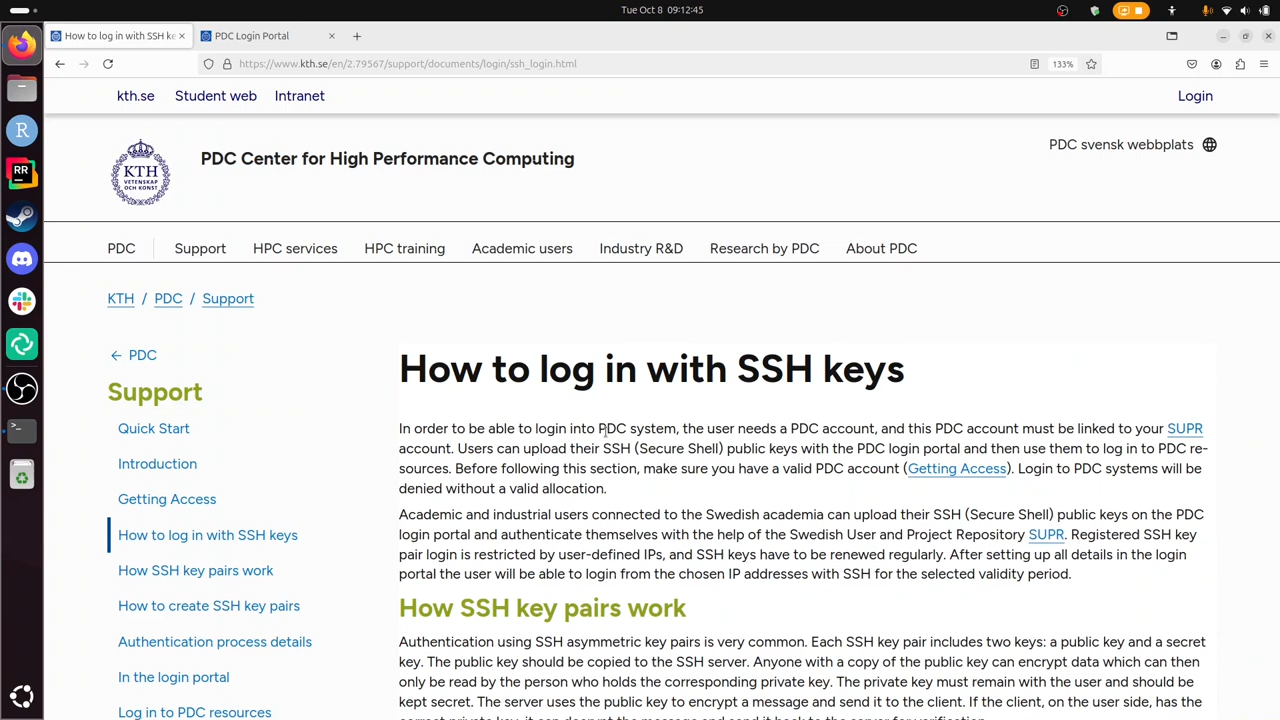 Tue Oct 8 09:12:45
How to log in with SSH ke
PDC Login Portal
https://www.kth.se/en/2.79567/support/documents/login/ssh_login.html
133%
kth.se Student web Intranet
Login
KTH
VETENSKAP
OCH KONST
PDC Center for High Performance Computing
PDC svensk webbplats
PDC Support HPC services HPC training Academic users Industry R&D Research by PDC About PDC
KTH / PDC / Support
← PDC
Support
Quick Start
Introduction
Getting Access
How to log in with SSH keys
How SSH key pairs work
How to create SSH key pairs
Authentication process details
In the login portal
Log in to PDC resources
How to log in with SSH keys
In order to be able to login into PDC system, the user needs a PDC account, and this PDC account must be linked to your SUPR
account. Users can upload their SSH (Secure Shell) public keys with the PDC login portal and then use them to log in to PDC re-
sources. Before following this section, make sure you have a valid PDC account (Getting Access). Login to PDC systems will be
denied without a valid allocation.
Academic and industrial users connected to the Swedish academia can upload their SSH (Secure Shell) public keys on the PDC
login portal and authenticate themselves with the help of the Swedish User and Project Repository SUPR. Registered SSH key
pair login is restricted by user-defined IPs, and SSH keys have to be renewed regularly. After setting up all details in the login
portal the user will be able to login from the chosen IP addresses with SSH for the selected validity period.
How SSH key pairs work
Authentication using SSH asymmetric key pairs is very common. Each SSH key pair includes two keys: a public key and a secret
key. The public key should be copied to the SSH server. Anyone with a copy of the public key can encrypt data which can then
only be read by the person who holds the corresponding private key. The private key must remain with the user and should be
kept secret. The server uses the public key to encrypt a message and send it to the client. If the client, on the user side, has the